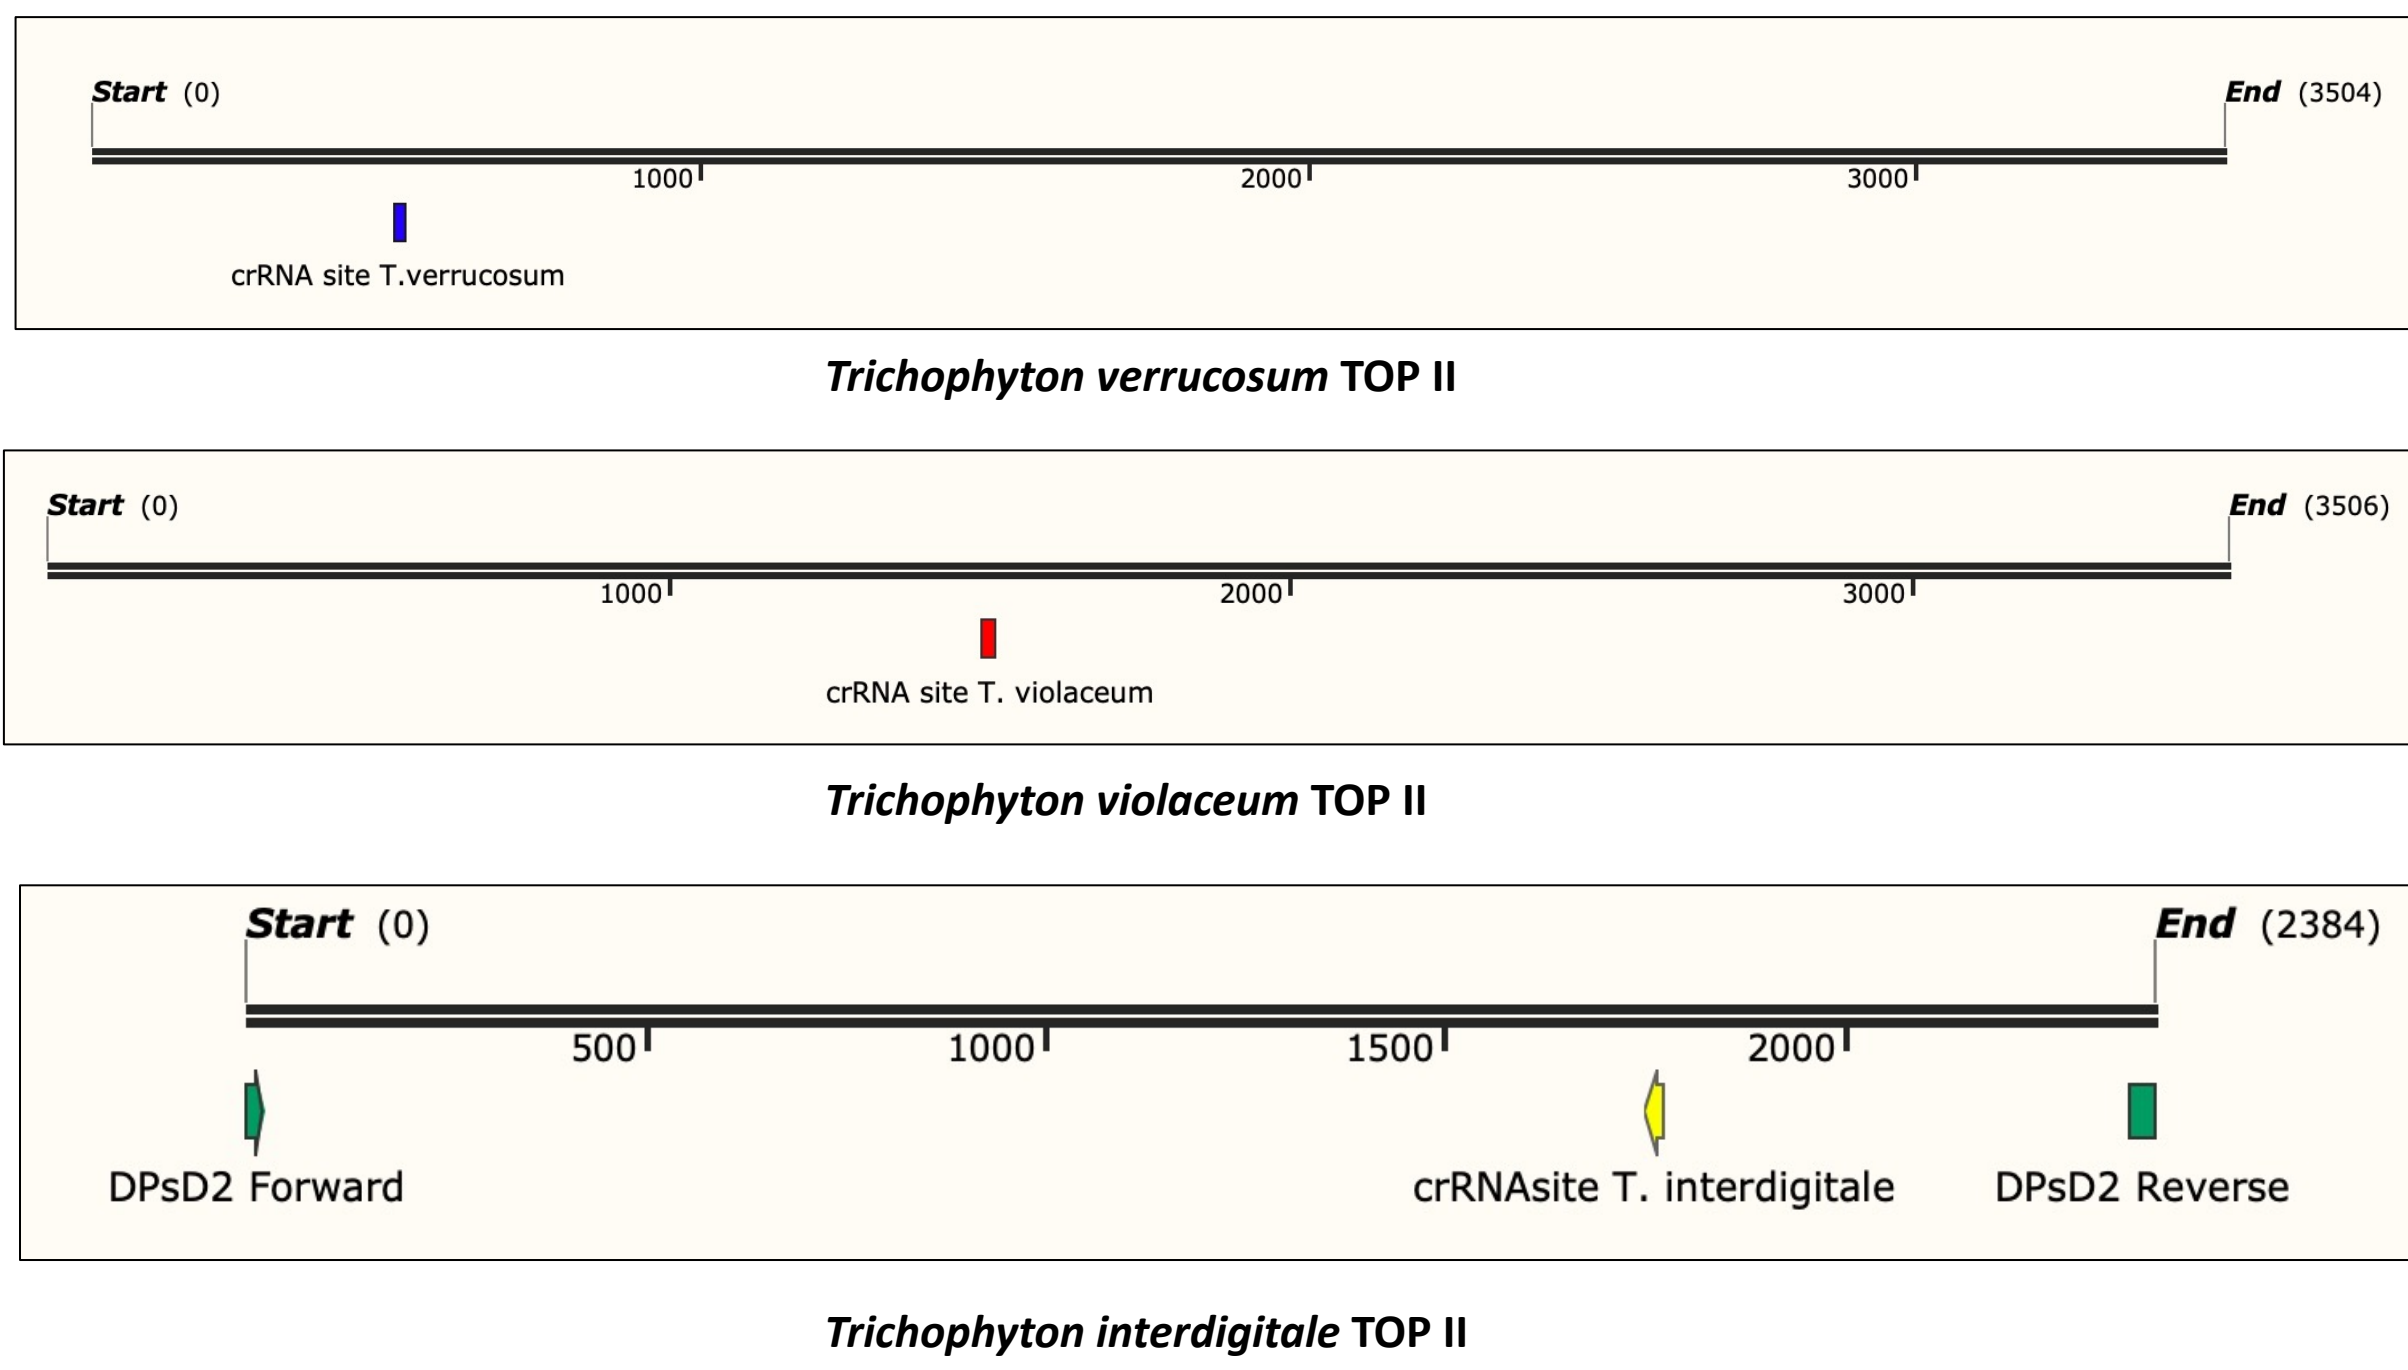 Start (0) End (3504)
1000 2000 3000
crRNA site T.verrucosum
Trichophyton verrucosum TOP II
Start (0) End (3506)
1000 2000 3000
crRNA site T. violaceum
Trichophyton violaceum TOP II
Start (0) End (2384)
500 1000 1500 2000
DPsD2 Forward crRNAsite T. interdigitale DPsD2 Reverse
Trichophyton interdigitale TOP II